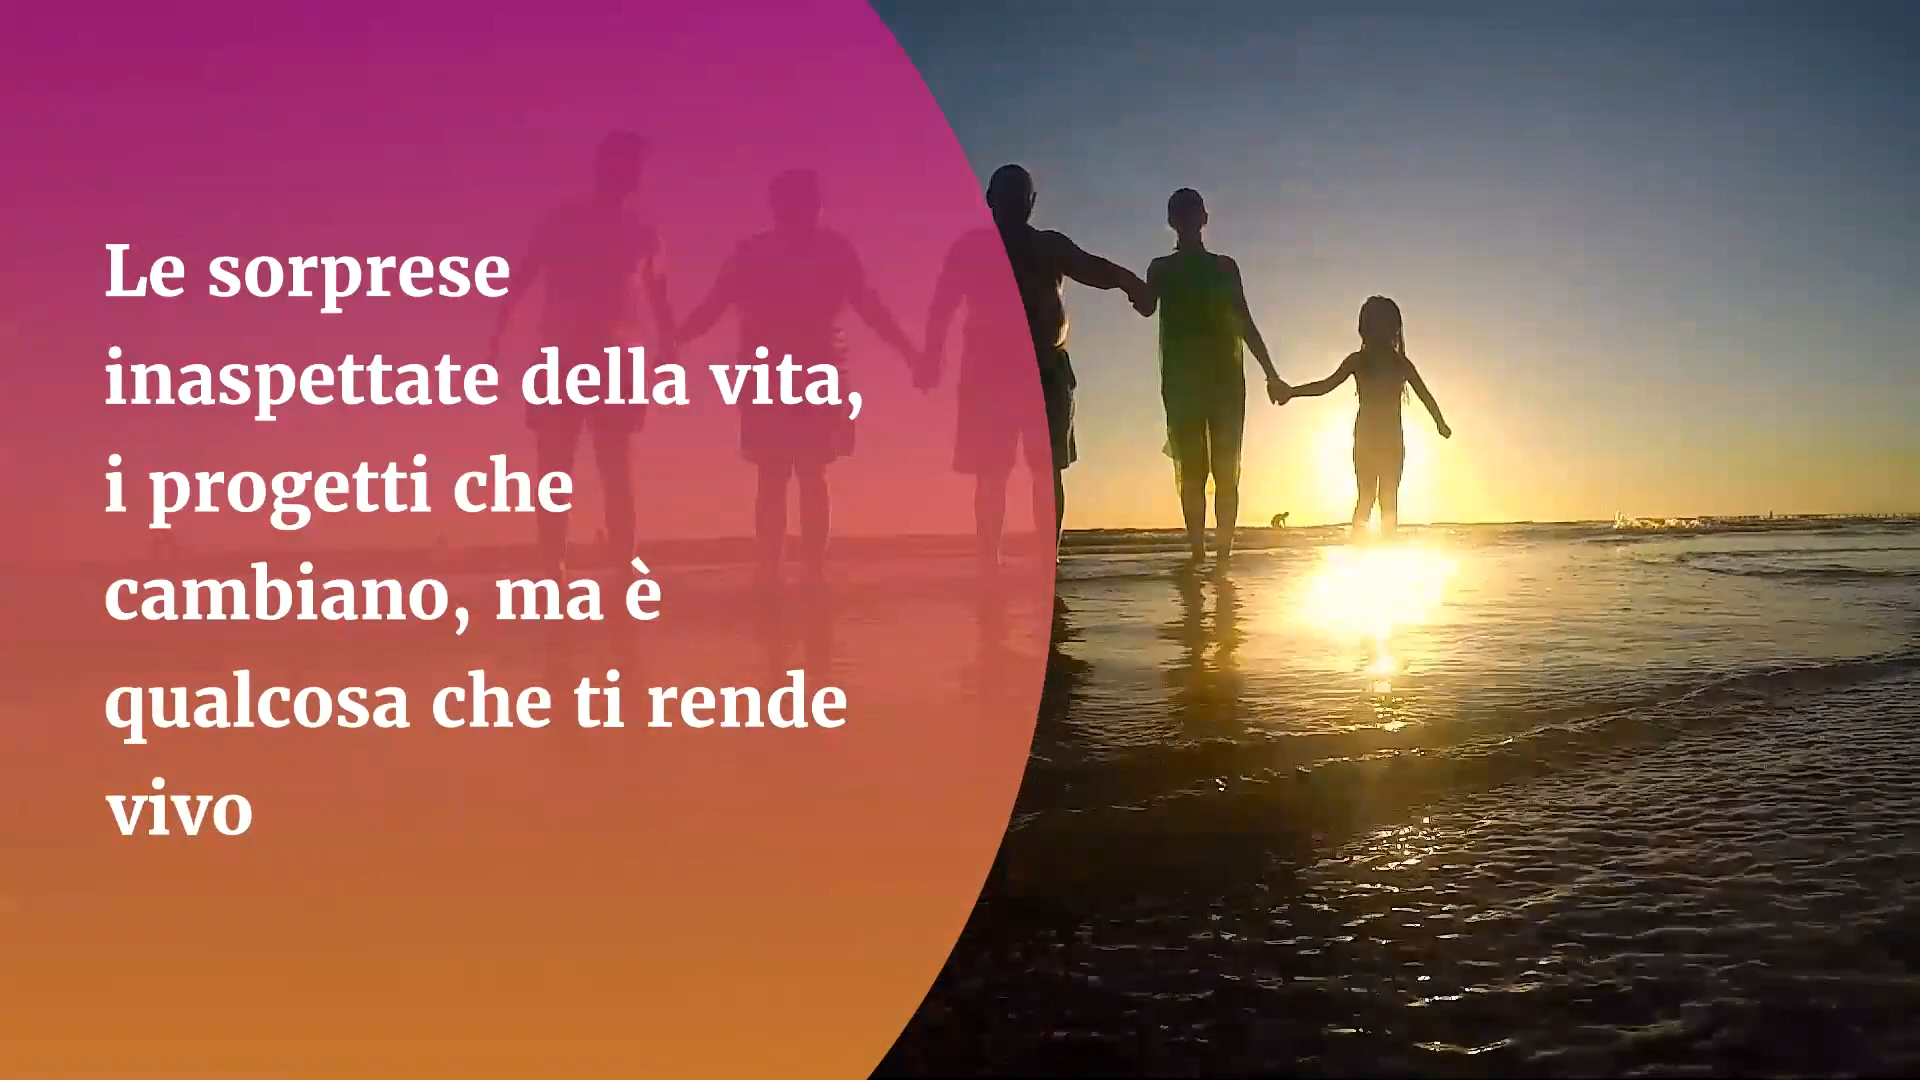 Le sorprese
inaspettate della vita,
i progetti che
cambiano, ma è
qualcosa che ti rende
vivo